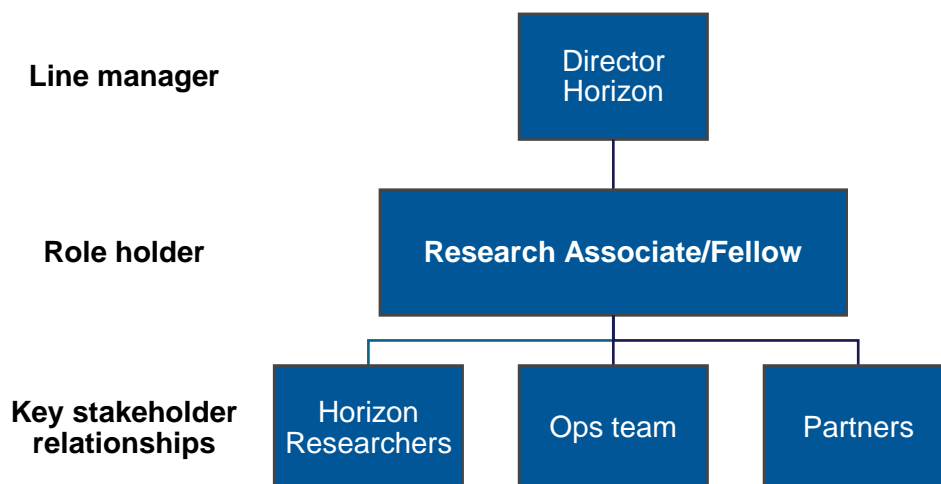 Line manager
Director
Horizon
Role holder
Research Associate/Fellow
Key stakeholder
relationships
Horizon
Researchers
Ops team
Partners